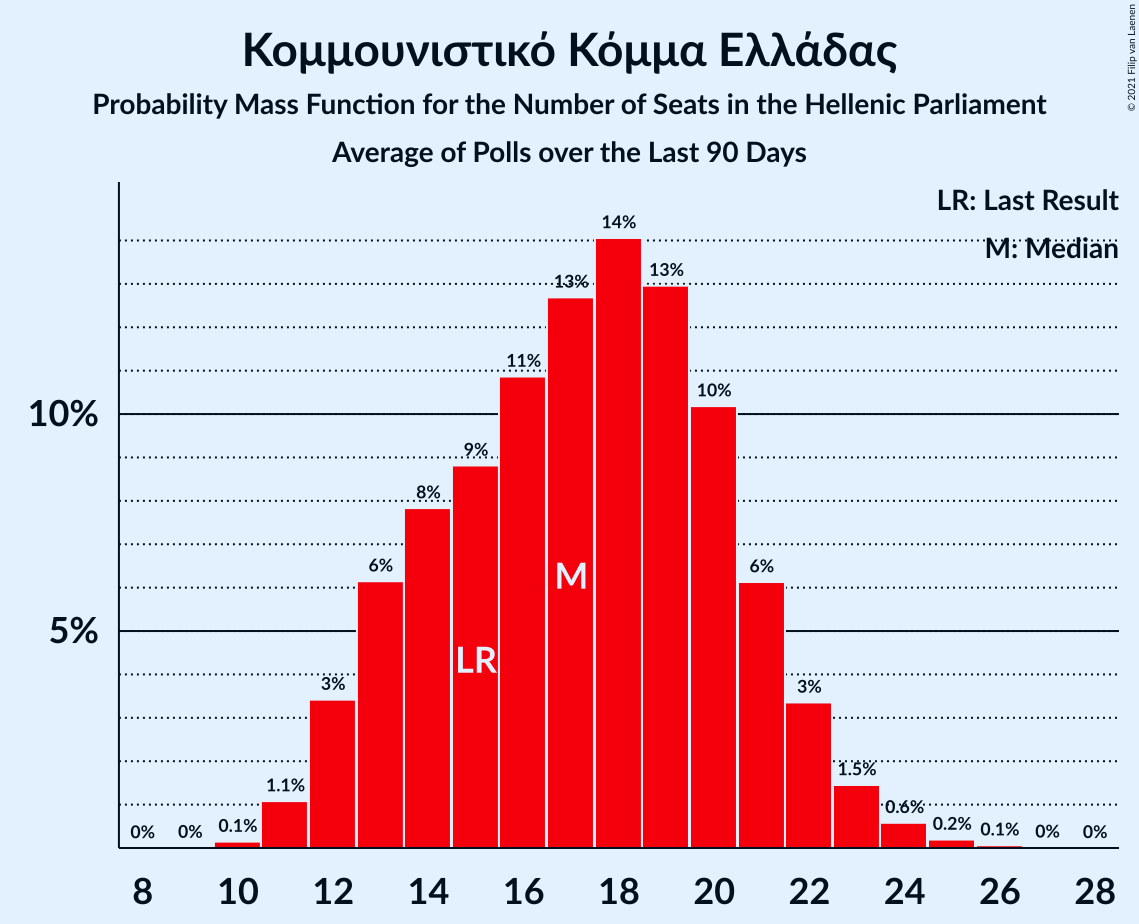 Κομμουνιστικό Κόμμα Ελλάδας
Probability Mass Function for the Number of Seats in the Hellenic Parliament
Average of Polls over the Last 90 Days
© 2021 Filip van Laenen
LR: Last Result
M: Median
10%
5%
0%
0%
0.1%
1.1%
3%
6%
8%
9%
11%
13%
14%
13%
10%
6%
3%
1.5%
0.6%
0.2%
0.1%
0%
0%
LR
M
8 10 12 14 16 18 20 22 24 26 28